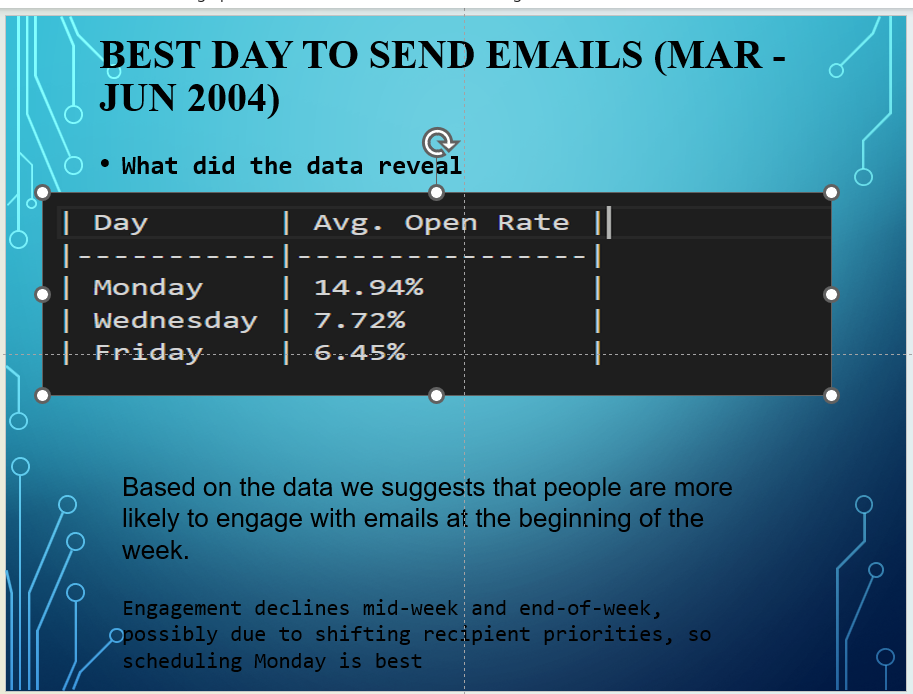 BEST DAY TO SEND EMAILS (MAR -
JUN 2004)
• What did the data reveal
| Day | Avg. Open Rate |
|-----------|----------------|
| Monday | 14.94% |
| Wednesday | 7.72% |
| Friday | 6.45% |
Based on the data we suggests that people are more
likely to engage with emails at the beginning of the
week.
Engagement declines mid-week and end-of-week,
possibly due to shifting recipient priorities, so
scheduling Monday is best